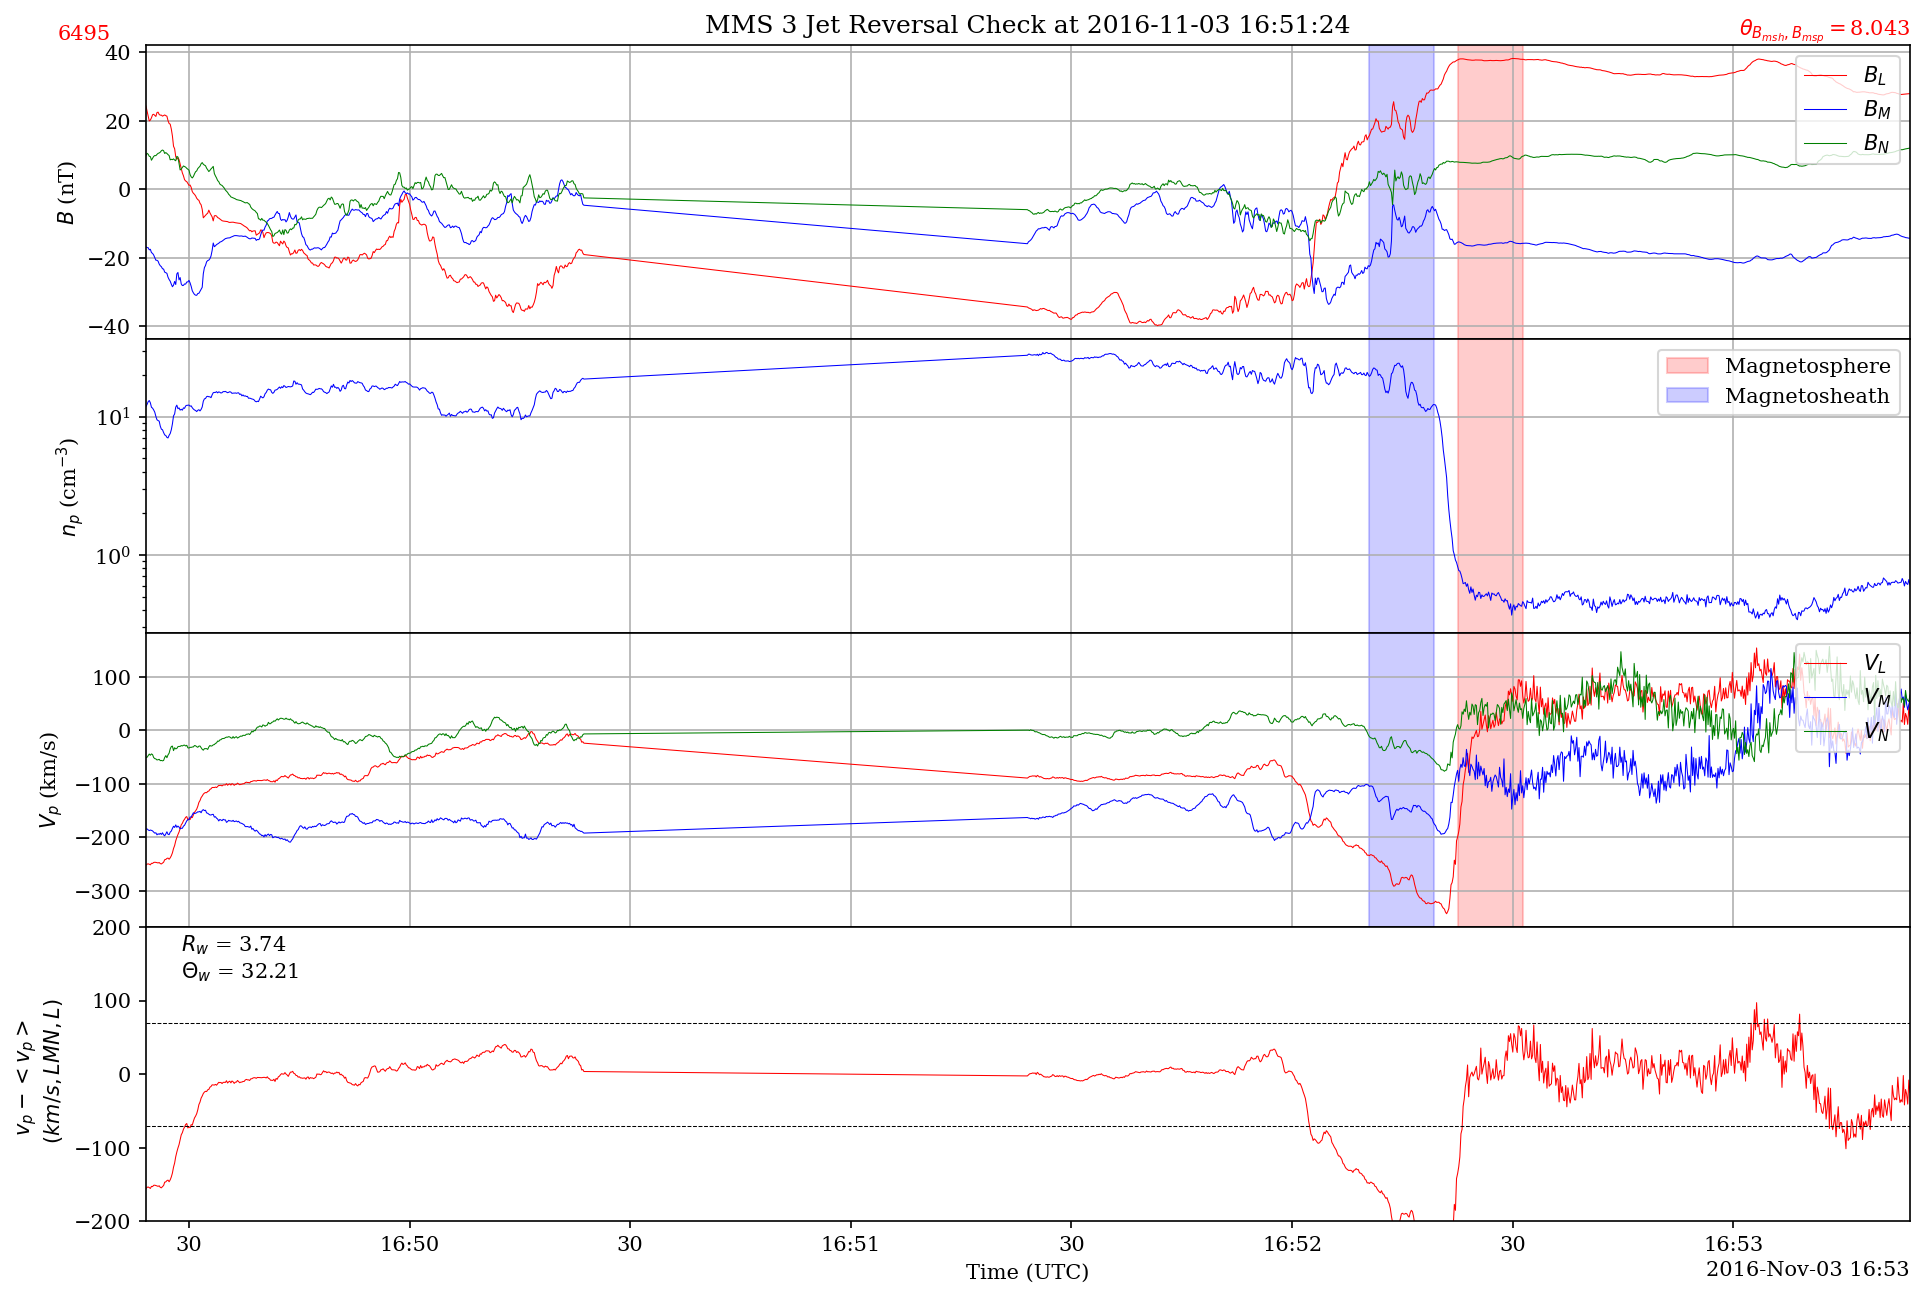 MMS 3 Jet Reversal Check at 2016-11-03 16:51:24
6495
θ_{B_{msh}, B_{msp}} = 8.043
40
20
0
−20
−40
B (nT)
B_L
B_M
B_N
10^1
10^0
n_p (cm^{−3})
Magnetosphere
Magnetosheath
100
0
−100
−200
−300
V_p (km/s)
V_L
V_M
V_N
200
100
0
−100
−200
v_p − < v_p >
(km/s, LMN, L)
R_w = 3.74
Θ_w = 32.21
30
16:50
30
16:51
30
16:52
30
16:53
Time (UTC)
2016-Nov-03 16:53